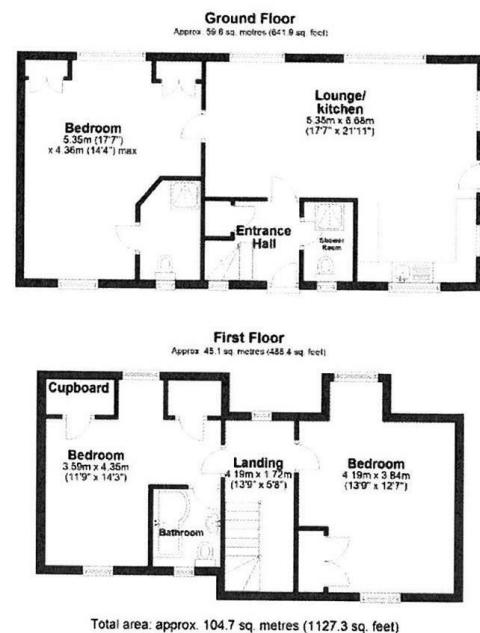 Ground Floor
Approx. 59.6 sq. metres (641.9 sq. feet)
Bedroom
5.35m (17'7")
x 4.36m (14'4") max
Lounge/
kitchen
5.35m x 6.68m
(17'7" x 21'11")
Entrance
Hall
Shower
Room
First Floor
Approx. 45.1 sq. metres (485.4 sq. feet)
Cupboard
Bedroom
3.59m x 4.35m
(11'9" x 14'3")
Landing
4.19m x 1.72m
(13'9" x 5'8")
Bedroom
4.19m x 3.84m
(13'9" x 12'7")
Bathroom
Total area: approx. 104.7 sq. metres (1127.3 sq. feet)